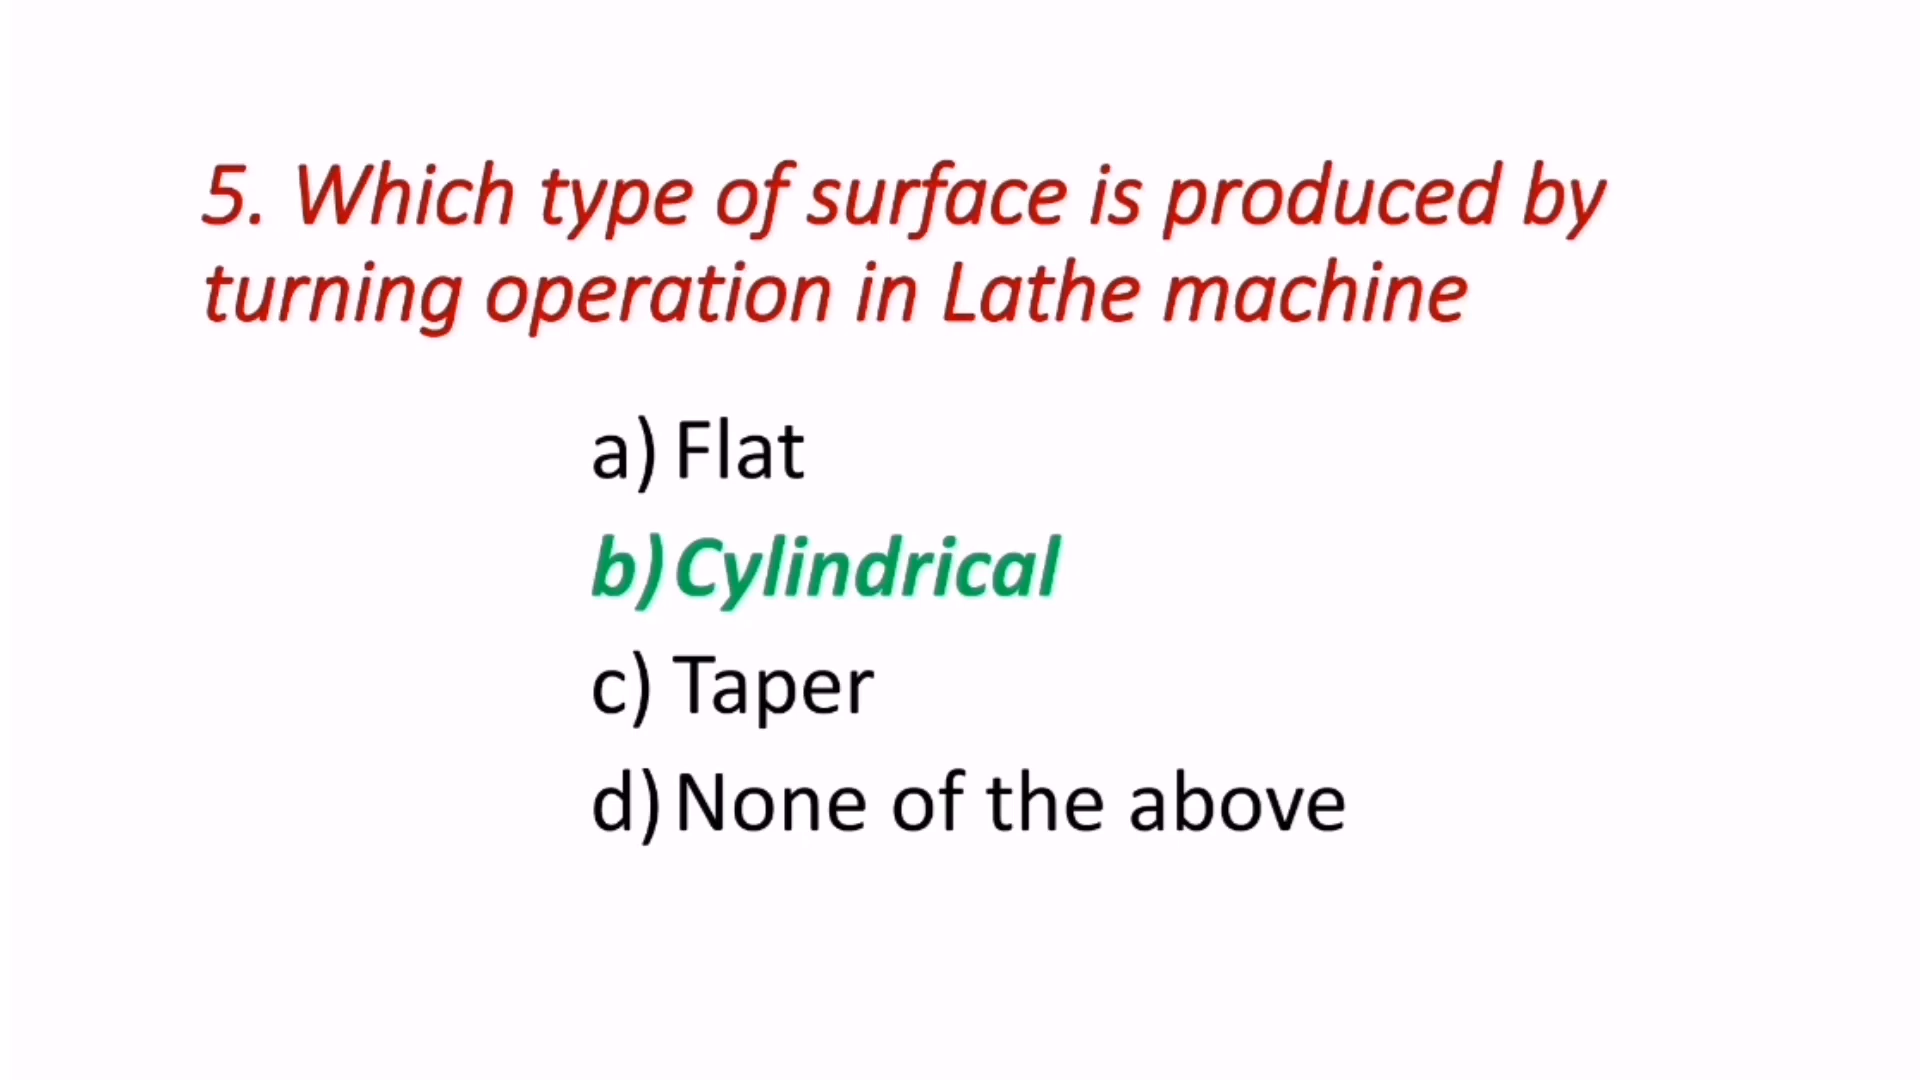 5. Which type of surface is produced by
turning operation in Lathe machine
a) Flat
b) Cylindrical
c) Taper
d) None of the above